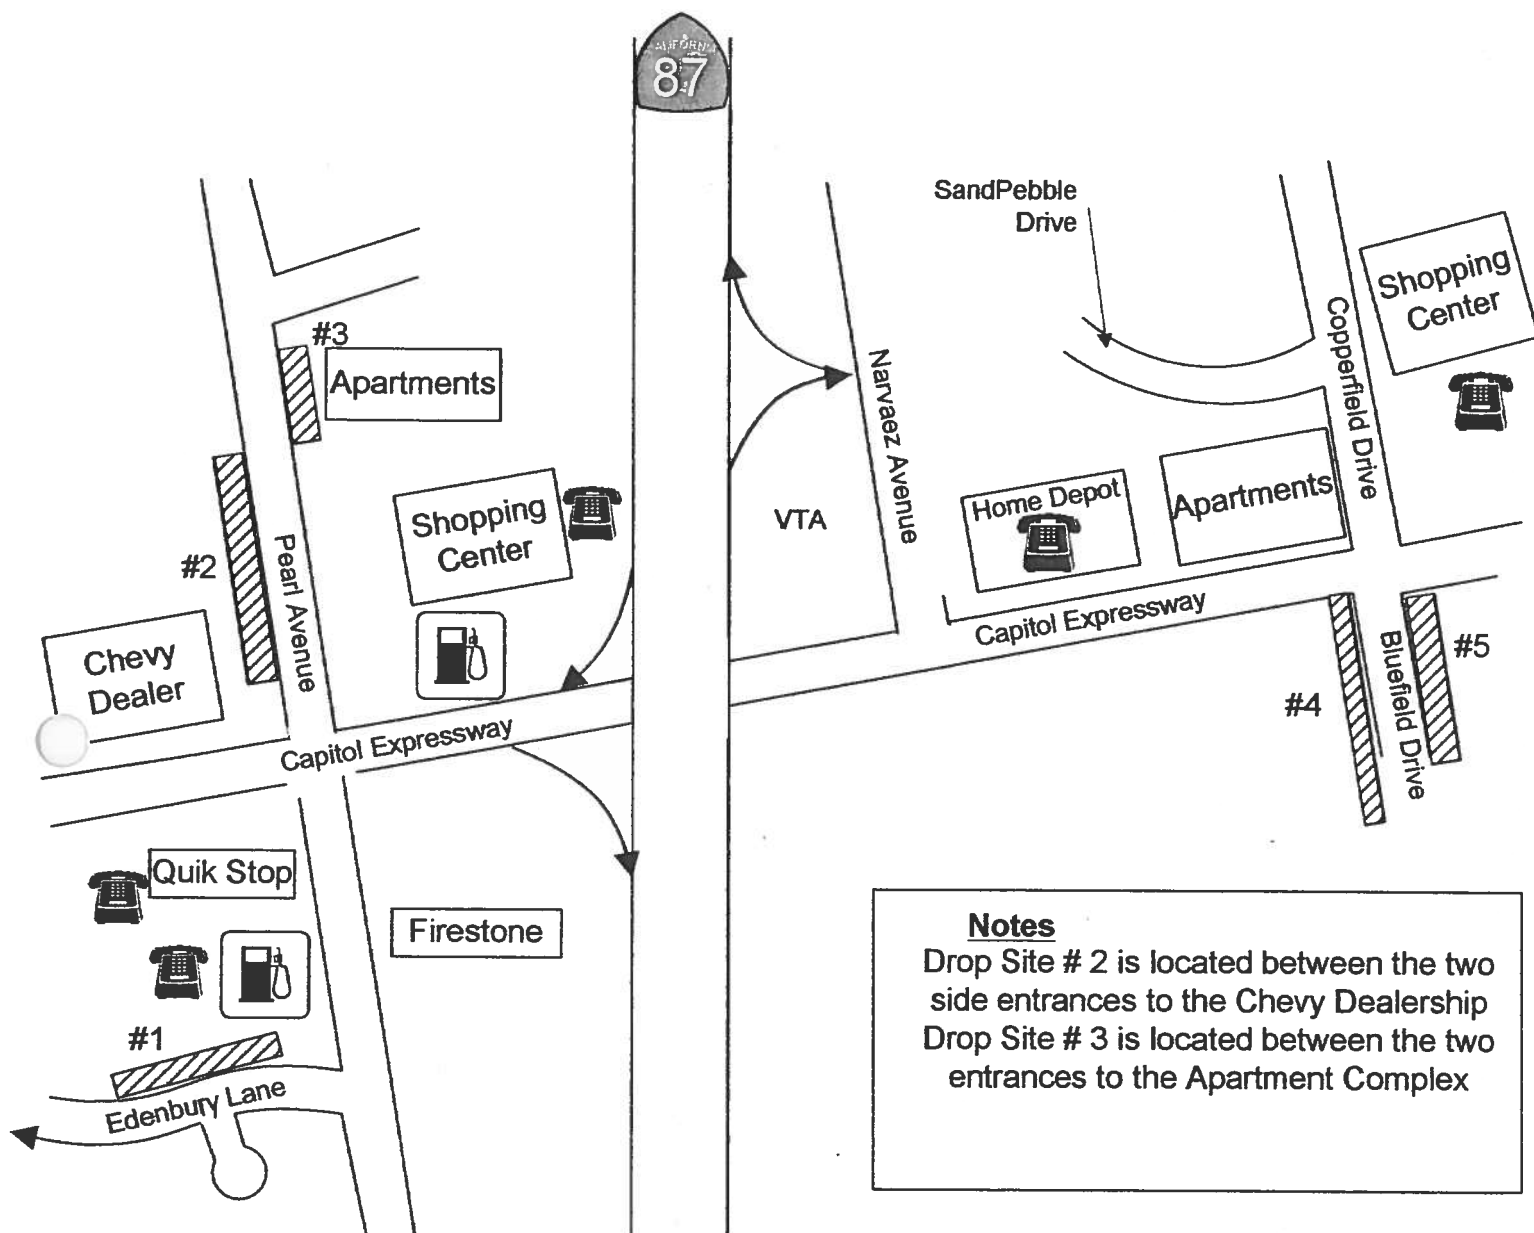 CALIFORNIA
87
SandPebble
Drive
Shopping
Center
#3
Apartments
Copperfield Drive
Narvaez Avenue
Shopping
Center
VTA
Home Depot
Apartments
#2
Pearl Avenue
Chevy
Dealer
Capitol Expressway
Capitol Expressway
#4
Bluefield Drive
#5
Quik Stop
Firestone
#1
Edenbury Lane
Notes
Drop Site # 2 is located between the two
side entrances to the Chevy Dealership
Drop Site # 3 is located between the two
entrances to the Apartment Complex